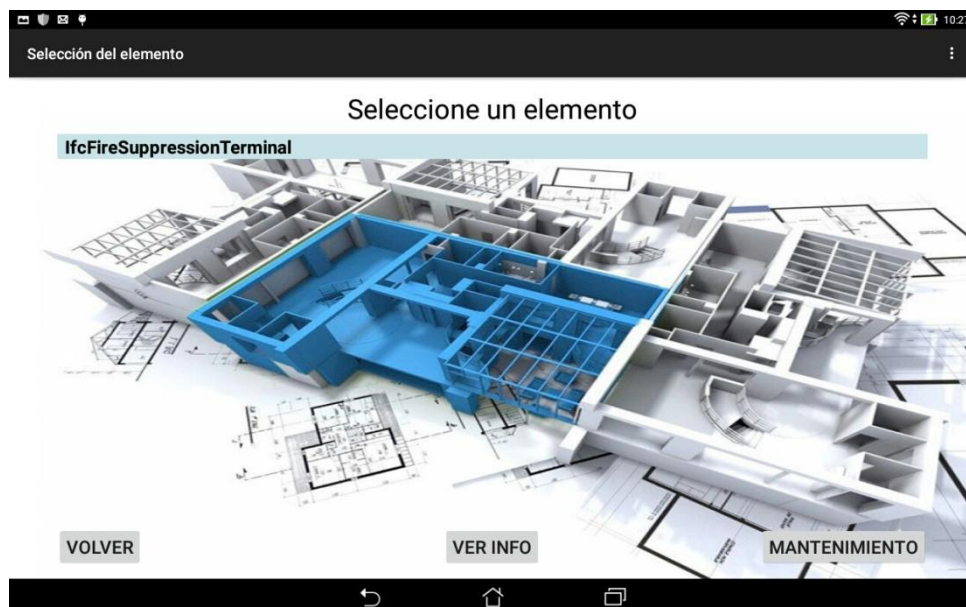 10:27
Selección del elemento
Seleccione un elemento
IfcFireSuppressionTerminal
VOLVER
VER INFO
MANTENIMIENTO